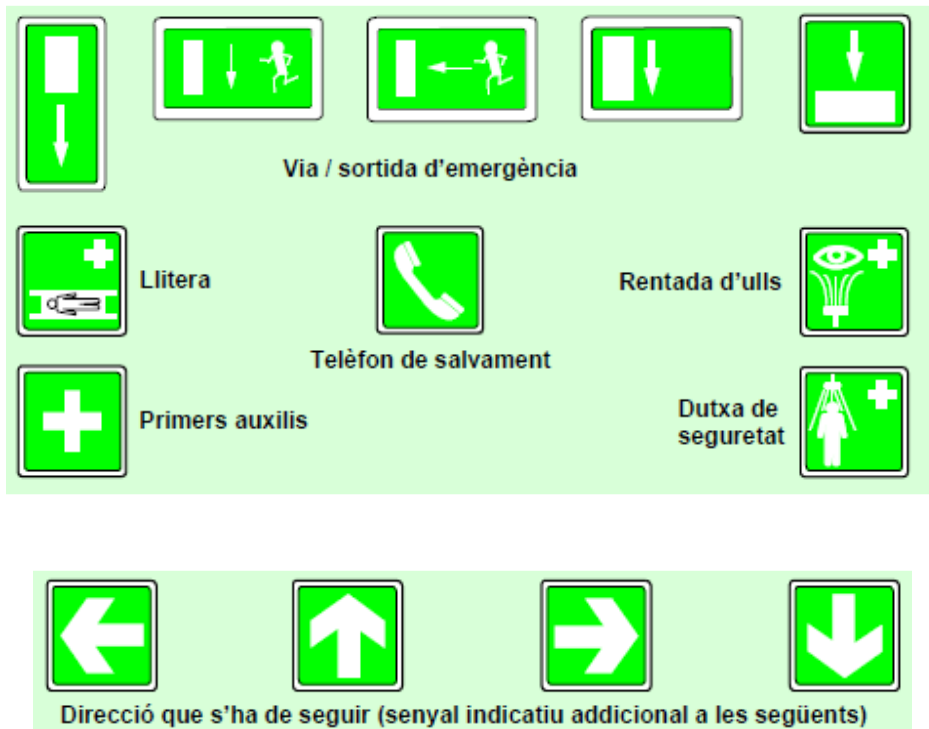 Via / sortida d'emergència
Llitera
Rentada d'ulls
Telèfon de salvament
Primers auxilis
Dutxa de
seguretat
Direcció que s'ha de seguir (senyal indicatiu addicional a les següents)